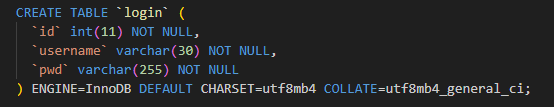 CREATE TABLE `login` (
  `id` int(11) NOT NULL,
  `username` varchar(30) NOT NULL,
  `pwd` varchar(255) NOT NULL
) ENGINE=InnoDB DEFAULT CHARSET=utf8mb4 COLLATE=utf8mb4_general_ci;